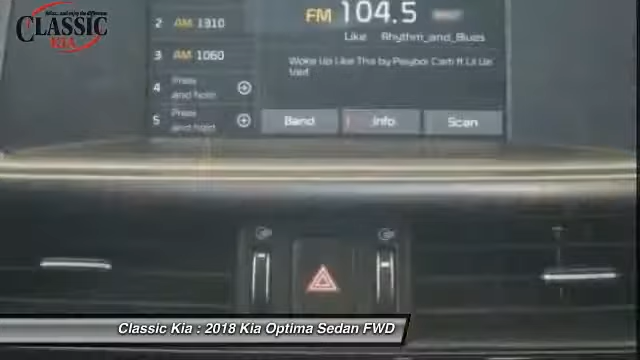 CLASSIC
KIA
2 AM 1310
3 AM 1060
4 Press and hold
5 Press and hold
FM 104.5
Like Rhythm_and_Blues
Woke Up Like This by Playboi Carti ft Lil Uzi
Vert
Band
Info
Scan
Classic Kia : 2018 Kia Optima Sedan FWD